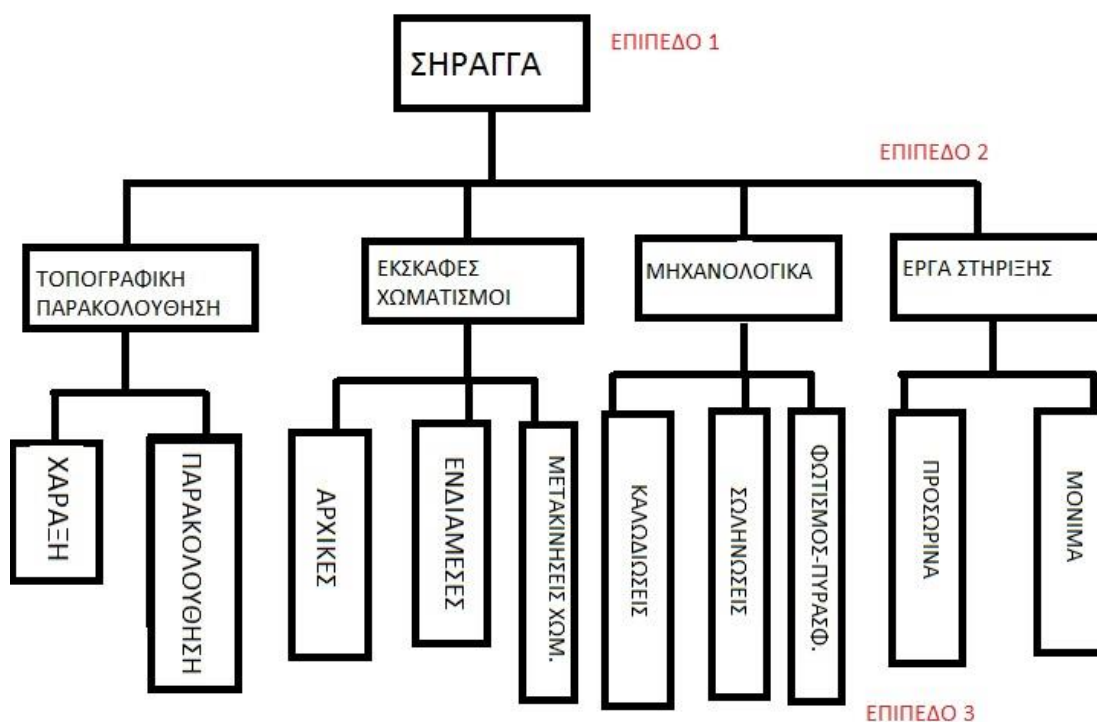 ΣΗΡΑΓΓΑ
ΕΠΙΠΕΔΟ 1
ΕΠΙΠΕΔΟ 2
ΤΟΠΟΓΡΑΦΙΚΗ
ΠΑΡΑΚΟΛΟΥΘΗΣΗ
ΕΚΣΚΑΦΕΣ
ΧΩΜΑΤΙΣΜΟΙ
ΜΗΧΑΝΟΛΟΓΙΚΑ
ΕΡΓΑ ΣΤΗΡΙΞΗΣ
ΧΑΡΑΞΗ
ΠΑΡΑΚΟΛΟΥΘΗΣΗ
ΑΡΧΙΚΕΣ
ΕΝΔΙΑΜΕΣΕΣ
ΜΕΤΑΚΙΝΗΣΕΙΣ ΧΩΜ.
ΚΑΛΩΔΙΩΣΕΙΣ
ΣΩΛΗΝΩΣΕΙΣ
ΦΩΤΙΣΜΟΣ-ΠΥΡΑΣΦ.
ΠΡΟΣΩΡΙΝΑ
ΜΟΝΙΜΑ
ΕΠΙΠΕΔΟ 3